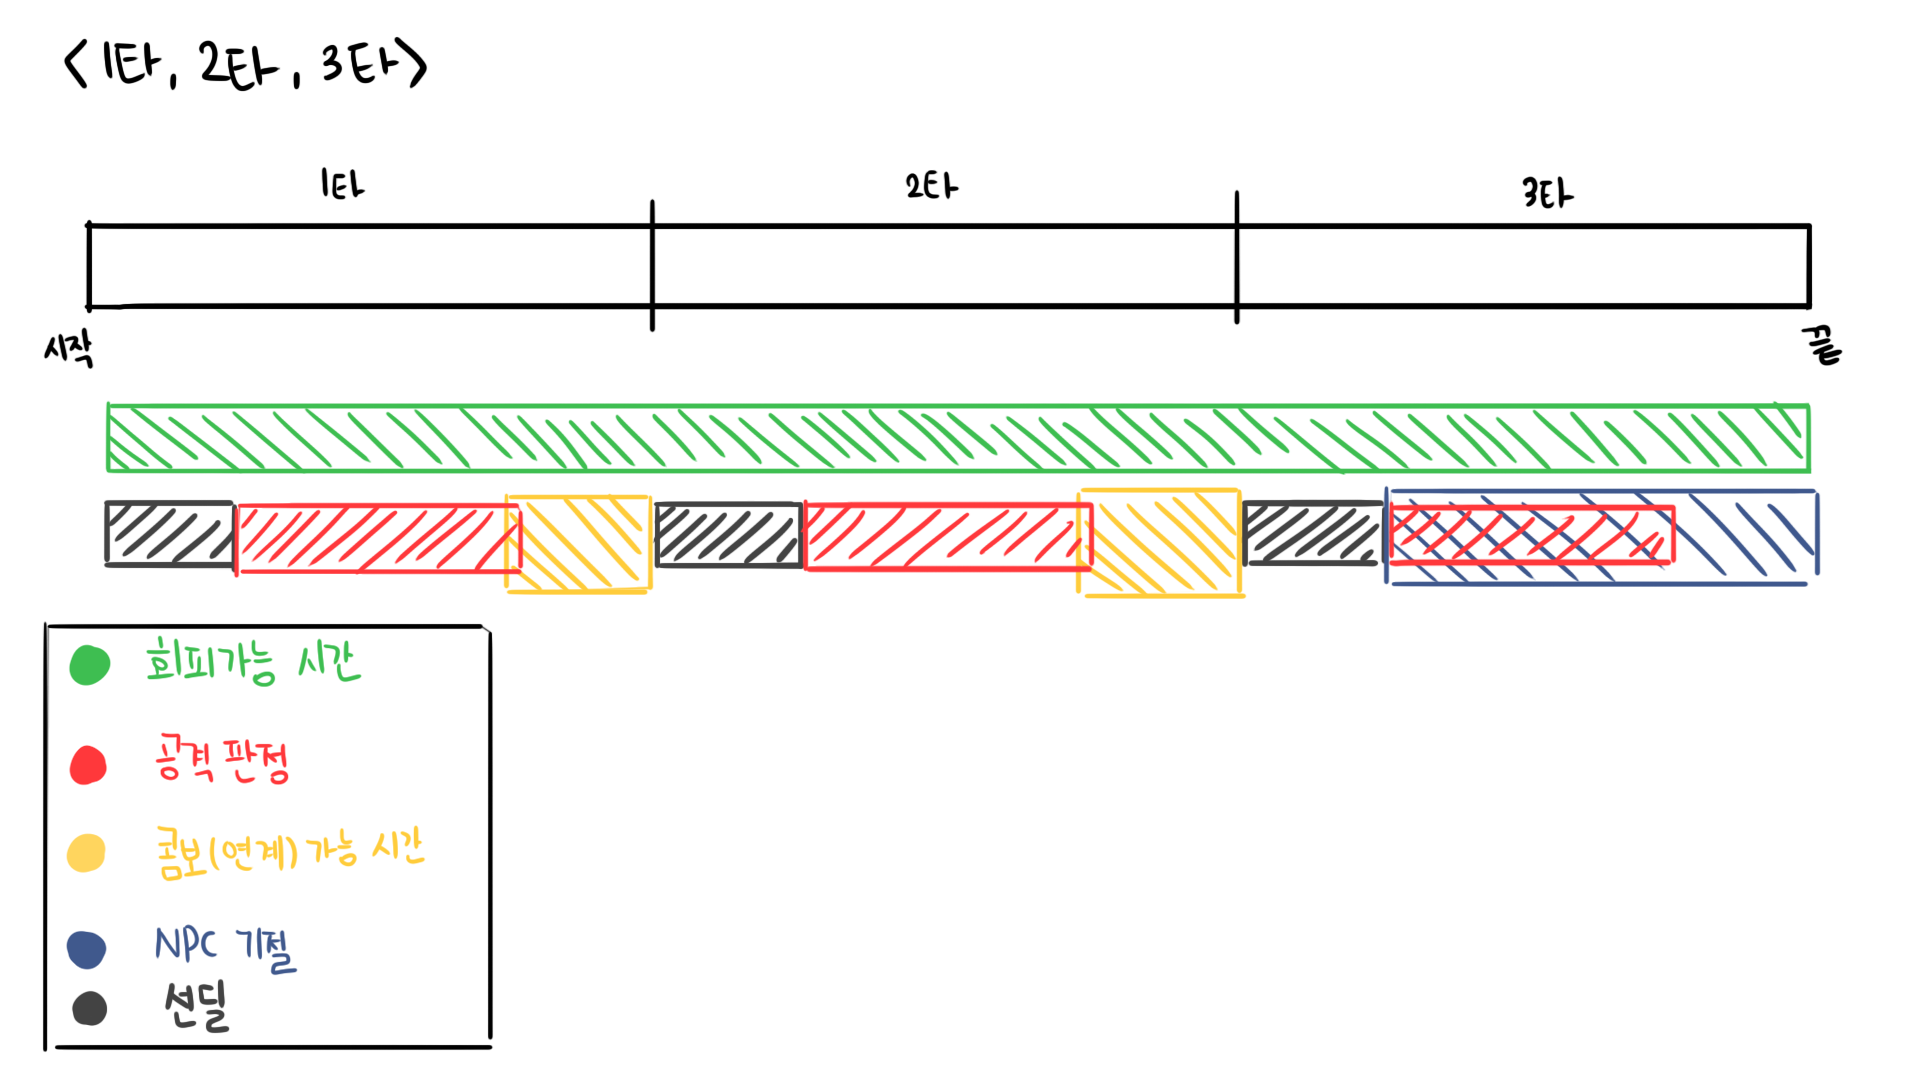 <1타, 2타, 3타>
1타 2타 3타
시작
끝
회피가능 시간
공격 판정
콤보(연계) 가능 시간
NPC 기절
선딜